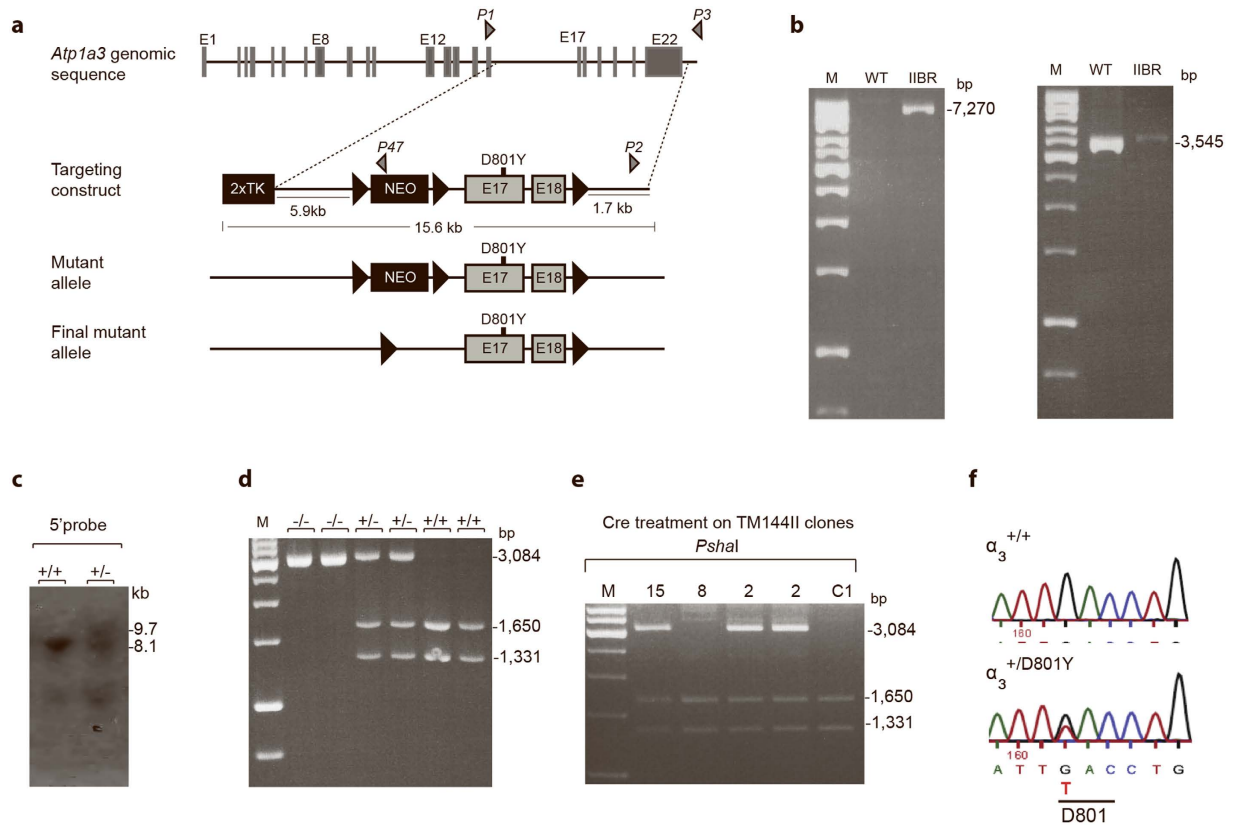 a
P1
P3
E1
E8
E12
E17
E22
Atp1a3 genomic
sequence
Targeting
construct
P47
D801Y
P2
2xTK
NEO
E17
E18
5.9kb
1.7 kb
15.6 kb
Mutant
allele
D801Y
NEO
E17
E18
Final mutant
allele
D801Y
E17
E18
b
M WT IIBR bp
-7,270
M WT IIBR bp
-3,545
c
5'probe
+/+ +/-
kb
-9.7
-8.1
d
M -/- -/- +/- +/- +/+ +/+
bp
-3,084
-1,650
-1,331
e
Cre treatment on TM144II clones
PshaI
M 15 8 2 2 C1 bp
-3,084
-1,650
-1,331
f
α3+/+
180
α3+/D801Y
160
A T T G A C C T G
T
D801